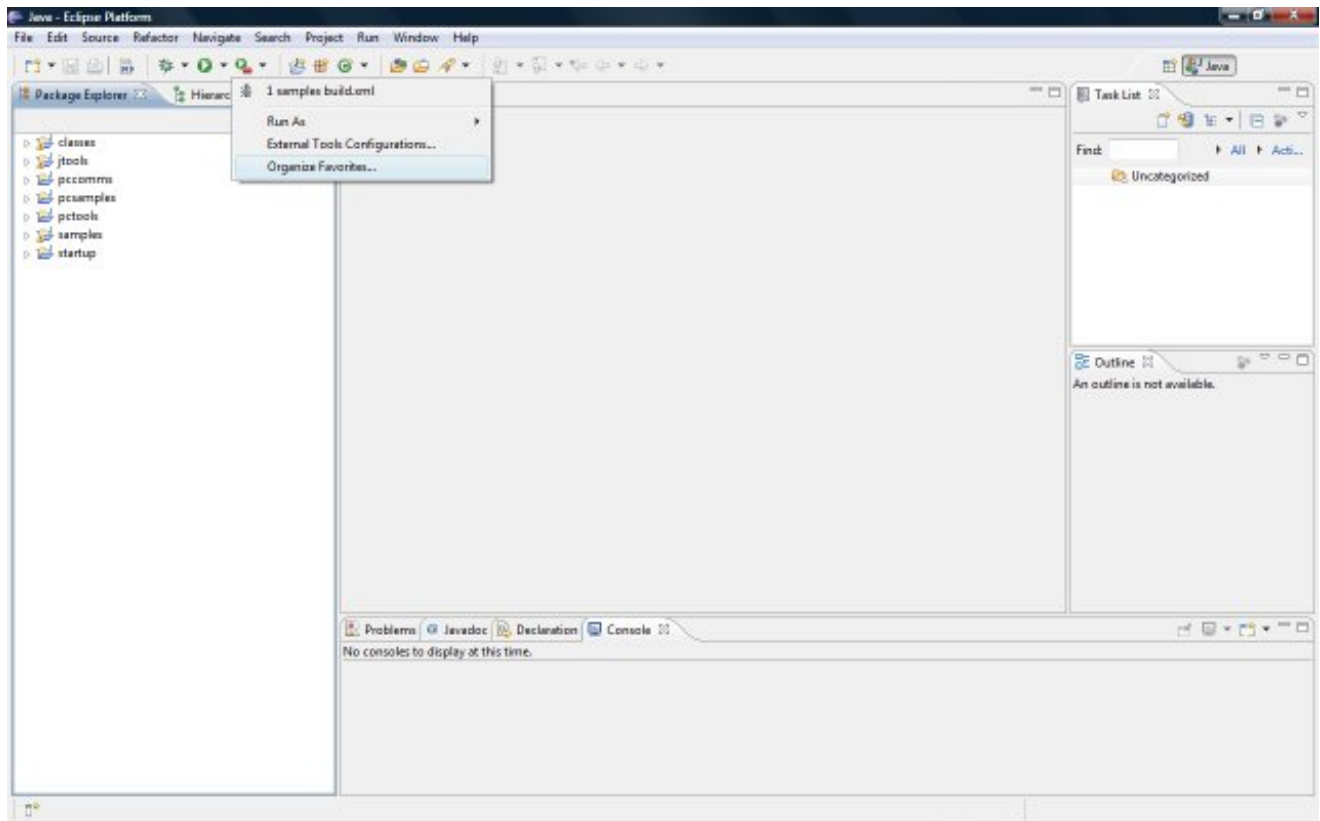 Java - Eclipse Platform
File Edit Source Refactor Navigate Search Project Run Window Help
Java
Package Explorer Hierarc
1 samples build.xml
Run As
External Tools Configurations...
Organize Favorites...
classes
jtools
pccomms
pcsamples
pctools
samples
startup
Task List
Find: All Acti...
Uncategorized
Outline
An outline is not available.
Problems Javadoc Declaration Console
No consoles to display at this time.